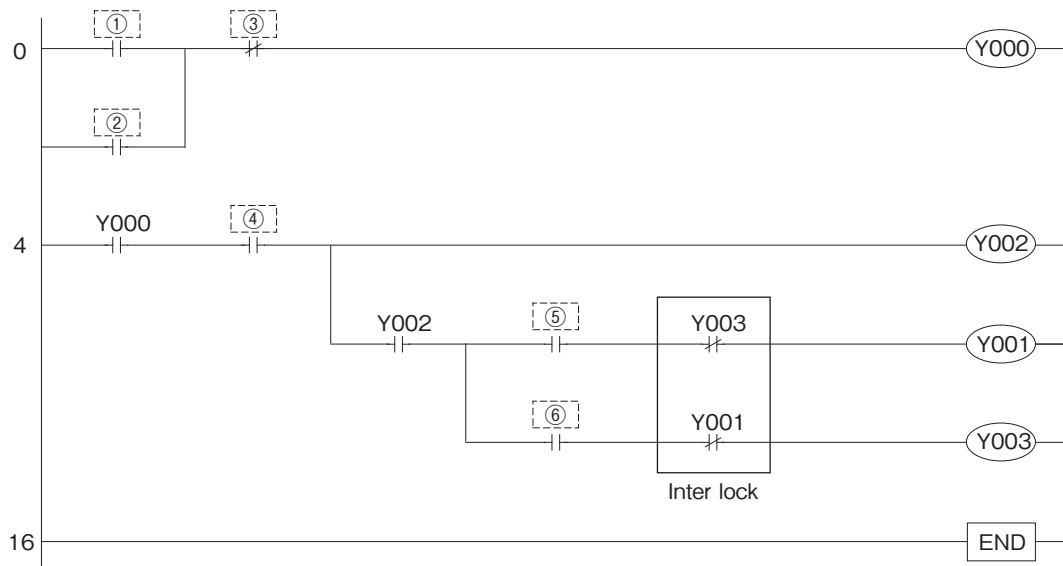 ① ③
0 Y000
②
Y000 ④
4 Y002
Y002 ⑤ Y003
Y001
⑥ Y001
Y003
Inter lock
16 END